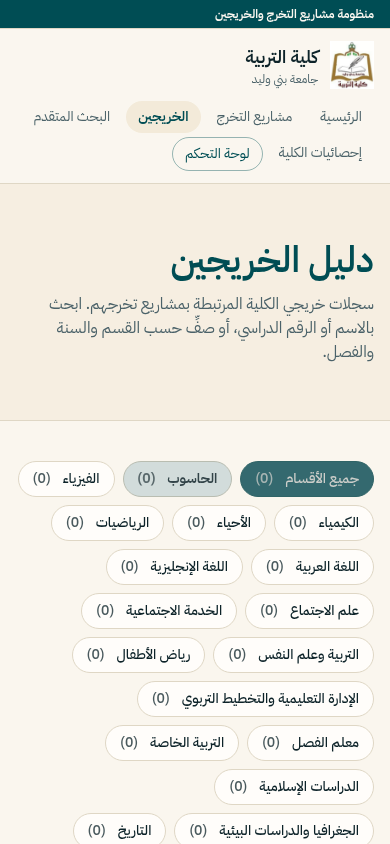 منظومة مشاريع التخرج والخريجين
كلية التربية
جامعة بني وليد
الرئيسية مشاريع التخرج الخريجين البحث المتقدم
إحصائيات الكلية لوحة التحكم
دليل الخريجين
سجلات خريجي الكلية المرتبطة بمشاريع تخرجهم. ابحث
بالاسم أو الرقم الدراسي، أو صفِّ حسب القسم والسنة
والفصل.
جميع الأقسام (0) الحاسوب (0) الفيزياء (0)
الكيمياء (0) الأحياء (0) الرياضيات (0)
اللغة العربية (0) اللغة الإنجليزية (0)
علم الاجتماع (0) الخدمة الاجتماعية (0)
التربية وعلم النفس (0) رياض الأطفال (0)
الإدارة التعليمية والتخطيط التربوي (0)
معلم الفصل (0) التربية الخاصة (0)
الدراسات الإسلامية (0)
الجغرافيا والدراسات البيئية (0) التاريخ (0)